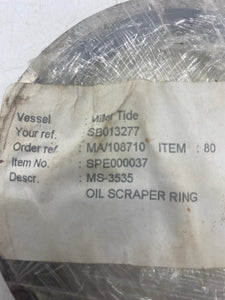 Vessel : Miller Tide
Your ref. : SB013277
Order ref. : MA/108710 ITEM : 80
Item No. : SPE000037
Descr. : MS-3535
OIL SCRAPER RING